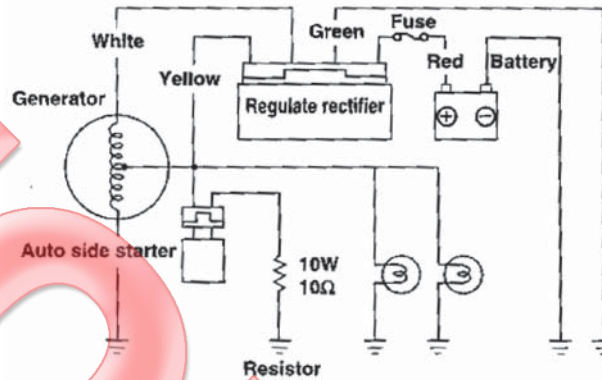 Fuse
Green
White
Red
Battery
Yellow
Generator
Regulate rectifier
+
−
Auto side starter
10W
10Ω
Resistor